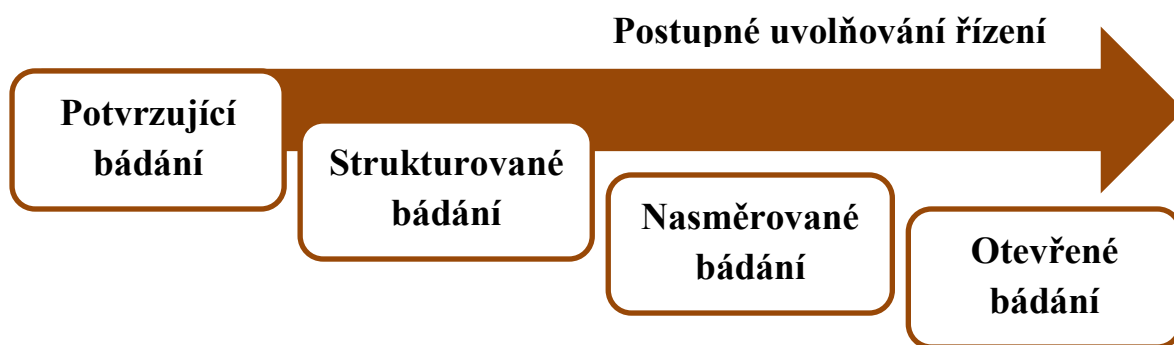 Postupné uvolňování řízení
Potvrzující
bádání
Strukturované
bádání
Nasměrované
bádání
Otevřené
bádání